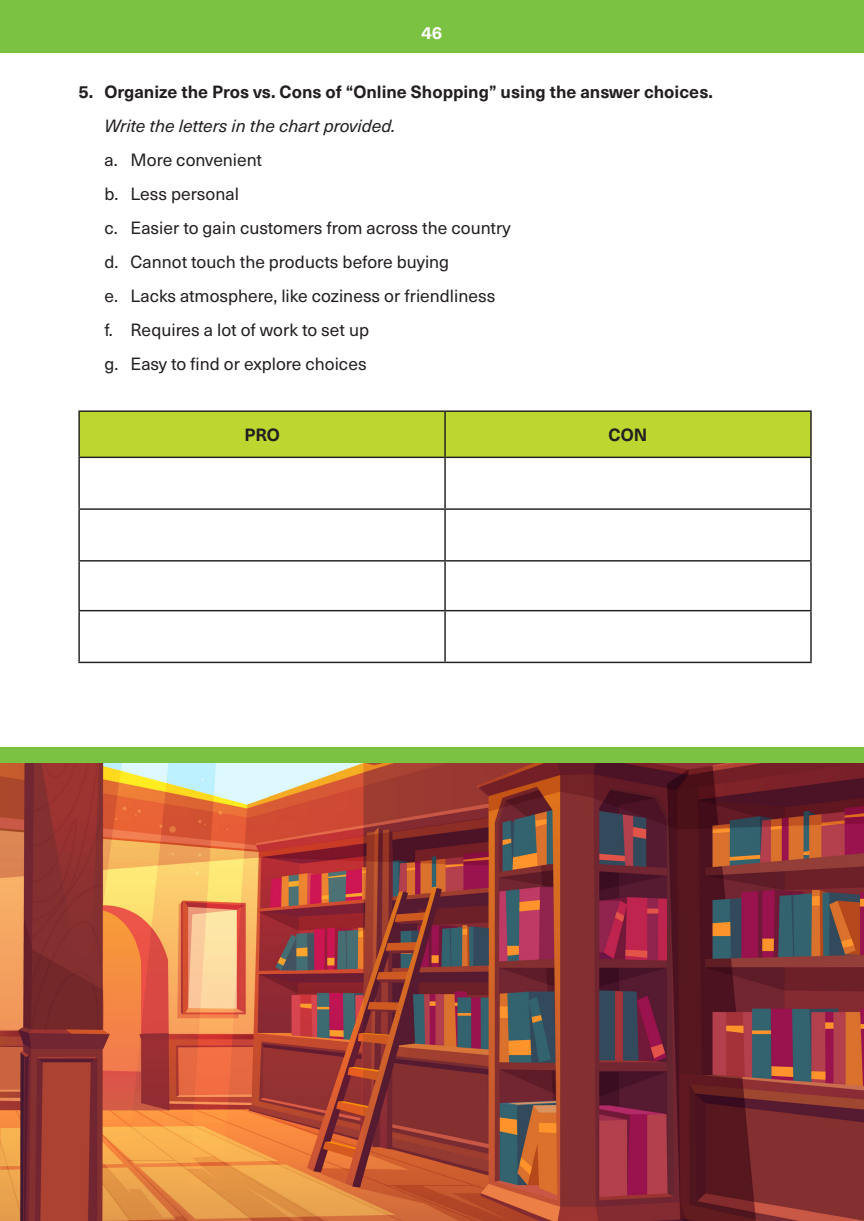 46
5. Organize the Pros vs. Cons of “Online Shopping” using the answer choices.
Write the letters in the chart provided.
a. More convenient
b. Less personal
c. Easier to gain customers from across the country
d. Cannot touch the products before buying
e. Lacks atmosphere, like coziness or friendliness
f. Requires a lot of work to set up
g. Easy to find or explore choices
PRO CON